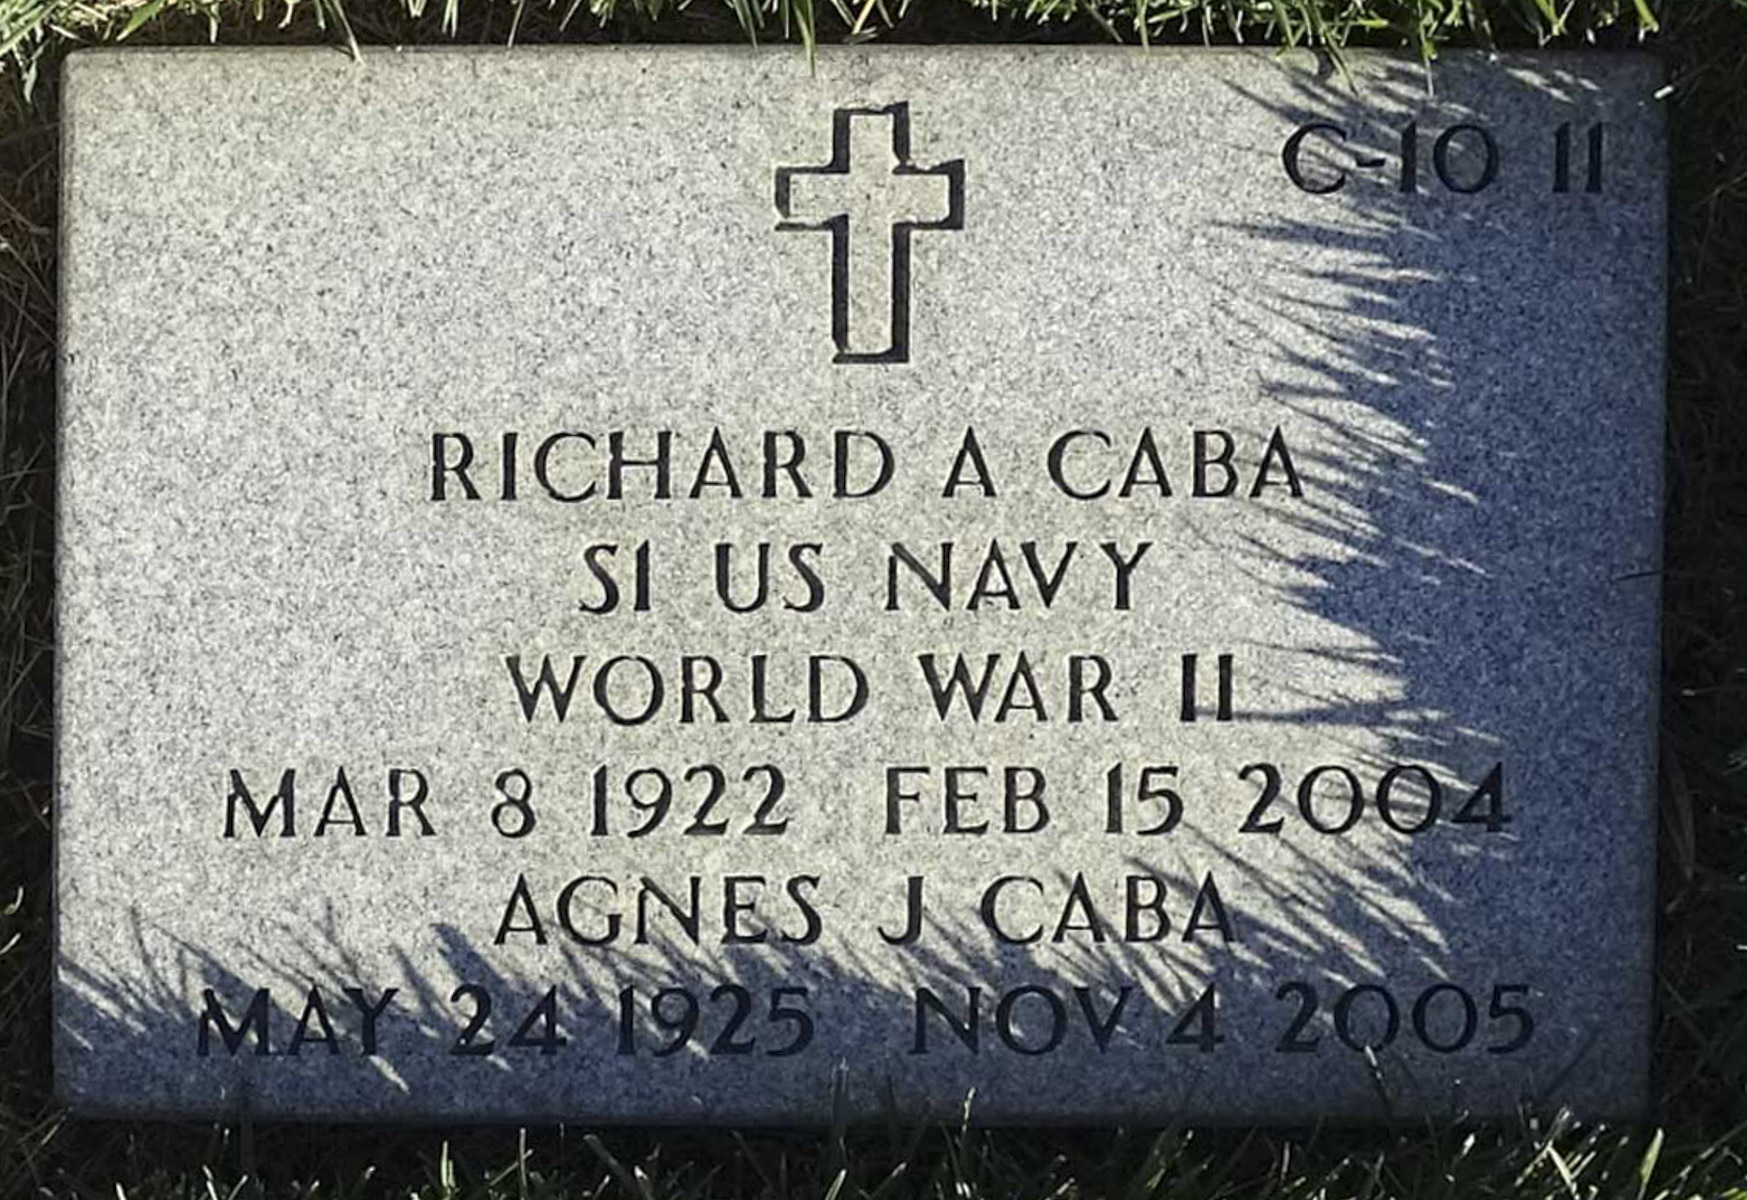 C-10 11
RICHARD A CABA
S1 US NAVY
WORLD WAR II
MAR 8 1922 FEB 15 2004
AGNES J CABA
MAY 24 1925 NOV 4 2005